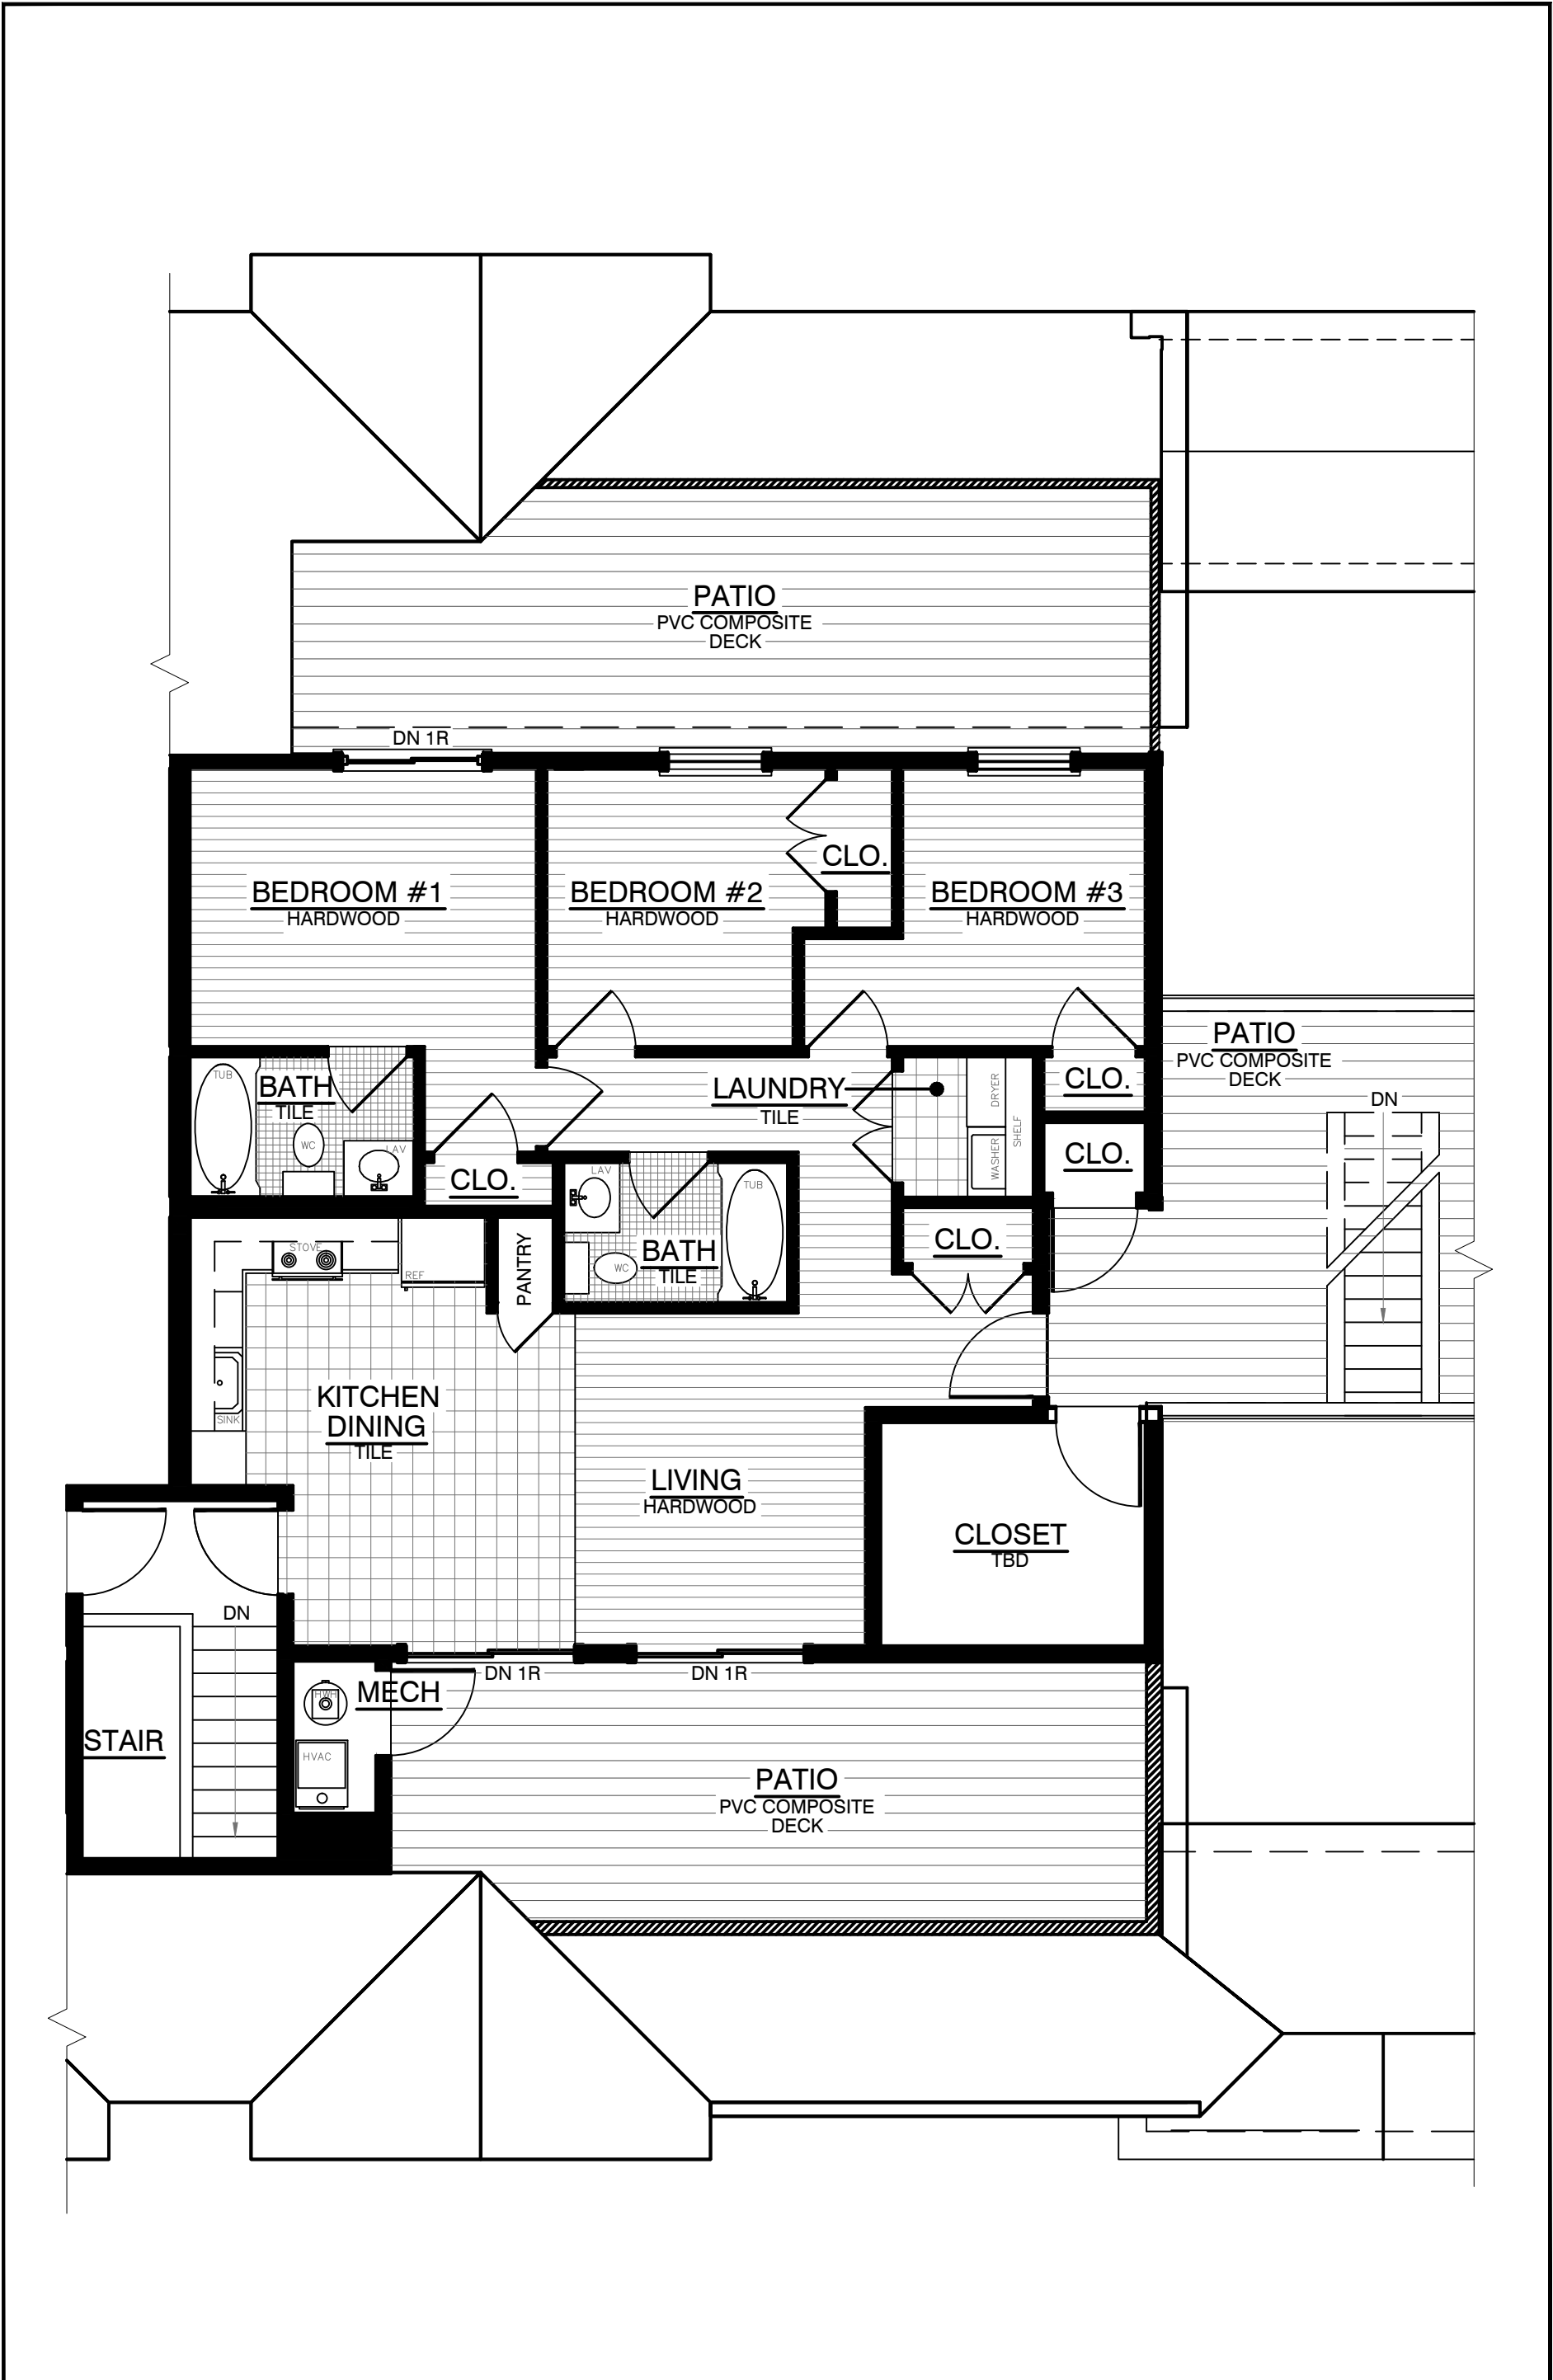 PATIO
PVC COMPOSITE
DECK
DN 1R
CLO.
BEDROOM #1
HARDWOOD
BEDROOM #2
HARDWOOD
BEDROOM #3
HARDWOOD
PATIO
PVC COMPOSITE
DECK
DN
TUB
BATH
TILE
WC
LAV
LAUNDRY
TILE
DRYER
WASHER
SHELF
CLO.
CLO.
CLO.
LAV
TUB
BATH
TILE
WC
CLO.
STOVE
REF
PANTRY
SINK
KITCHEN
DINING
TILE
LIVING
HARDWOOD
CLOSET
TBD
DN
DN 1R
DN 1R
HWH
MECH
STAIR
HVAC
PATIO
PVC COMPOSITE
DECK